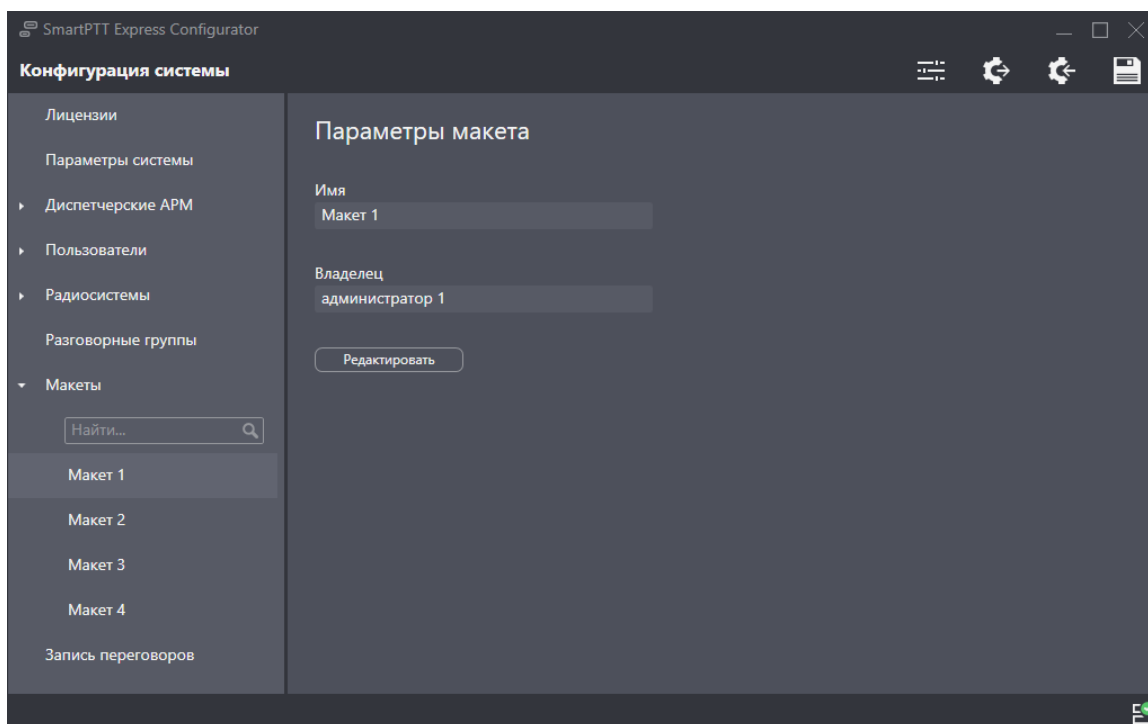 SmartPTT Express Configurator
Конфигурация системы
Лицензии
Параметры системы
Диспетчерские АРМ
Пользователи
Радиосистемы
Разговорные группы
Макеты
Найти...
Макет 1
Макет 2
Макет 3
Макет 4
Запись переговоров
Параметры макета
Имя
Макет 1
Владелец
администратор 1
Редактировать